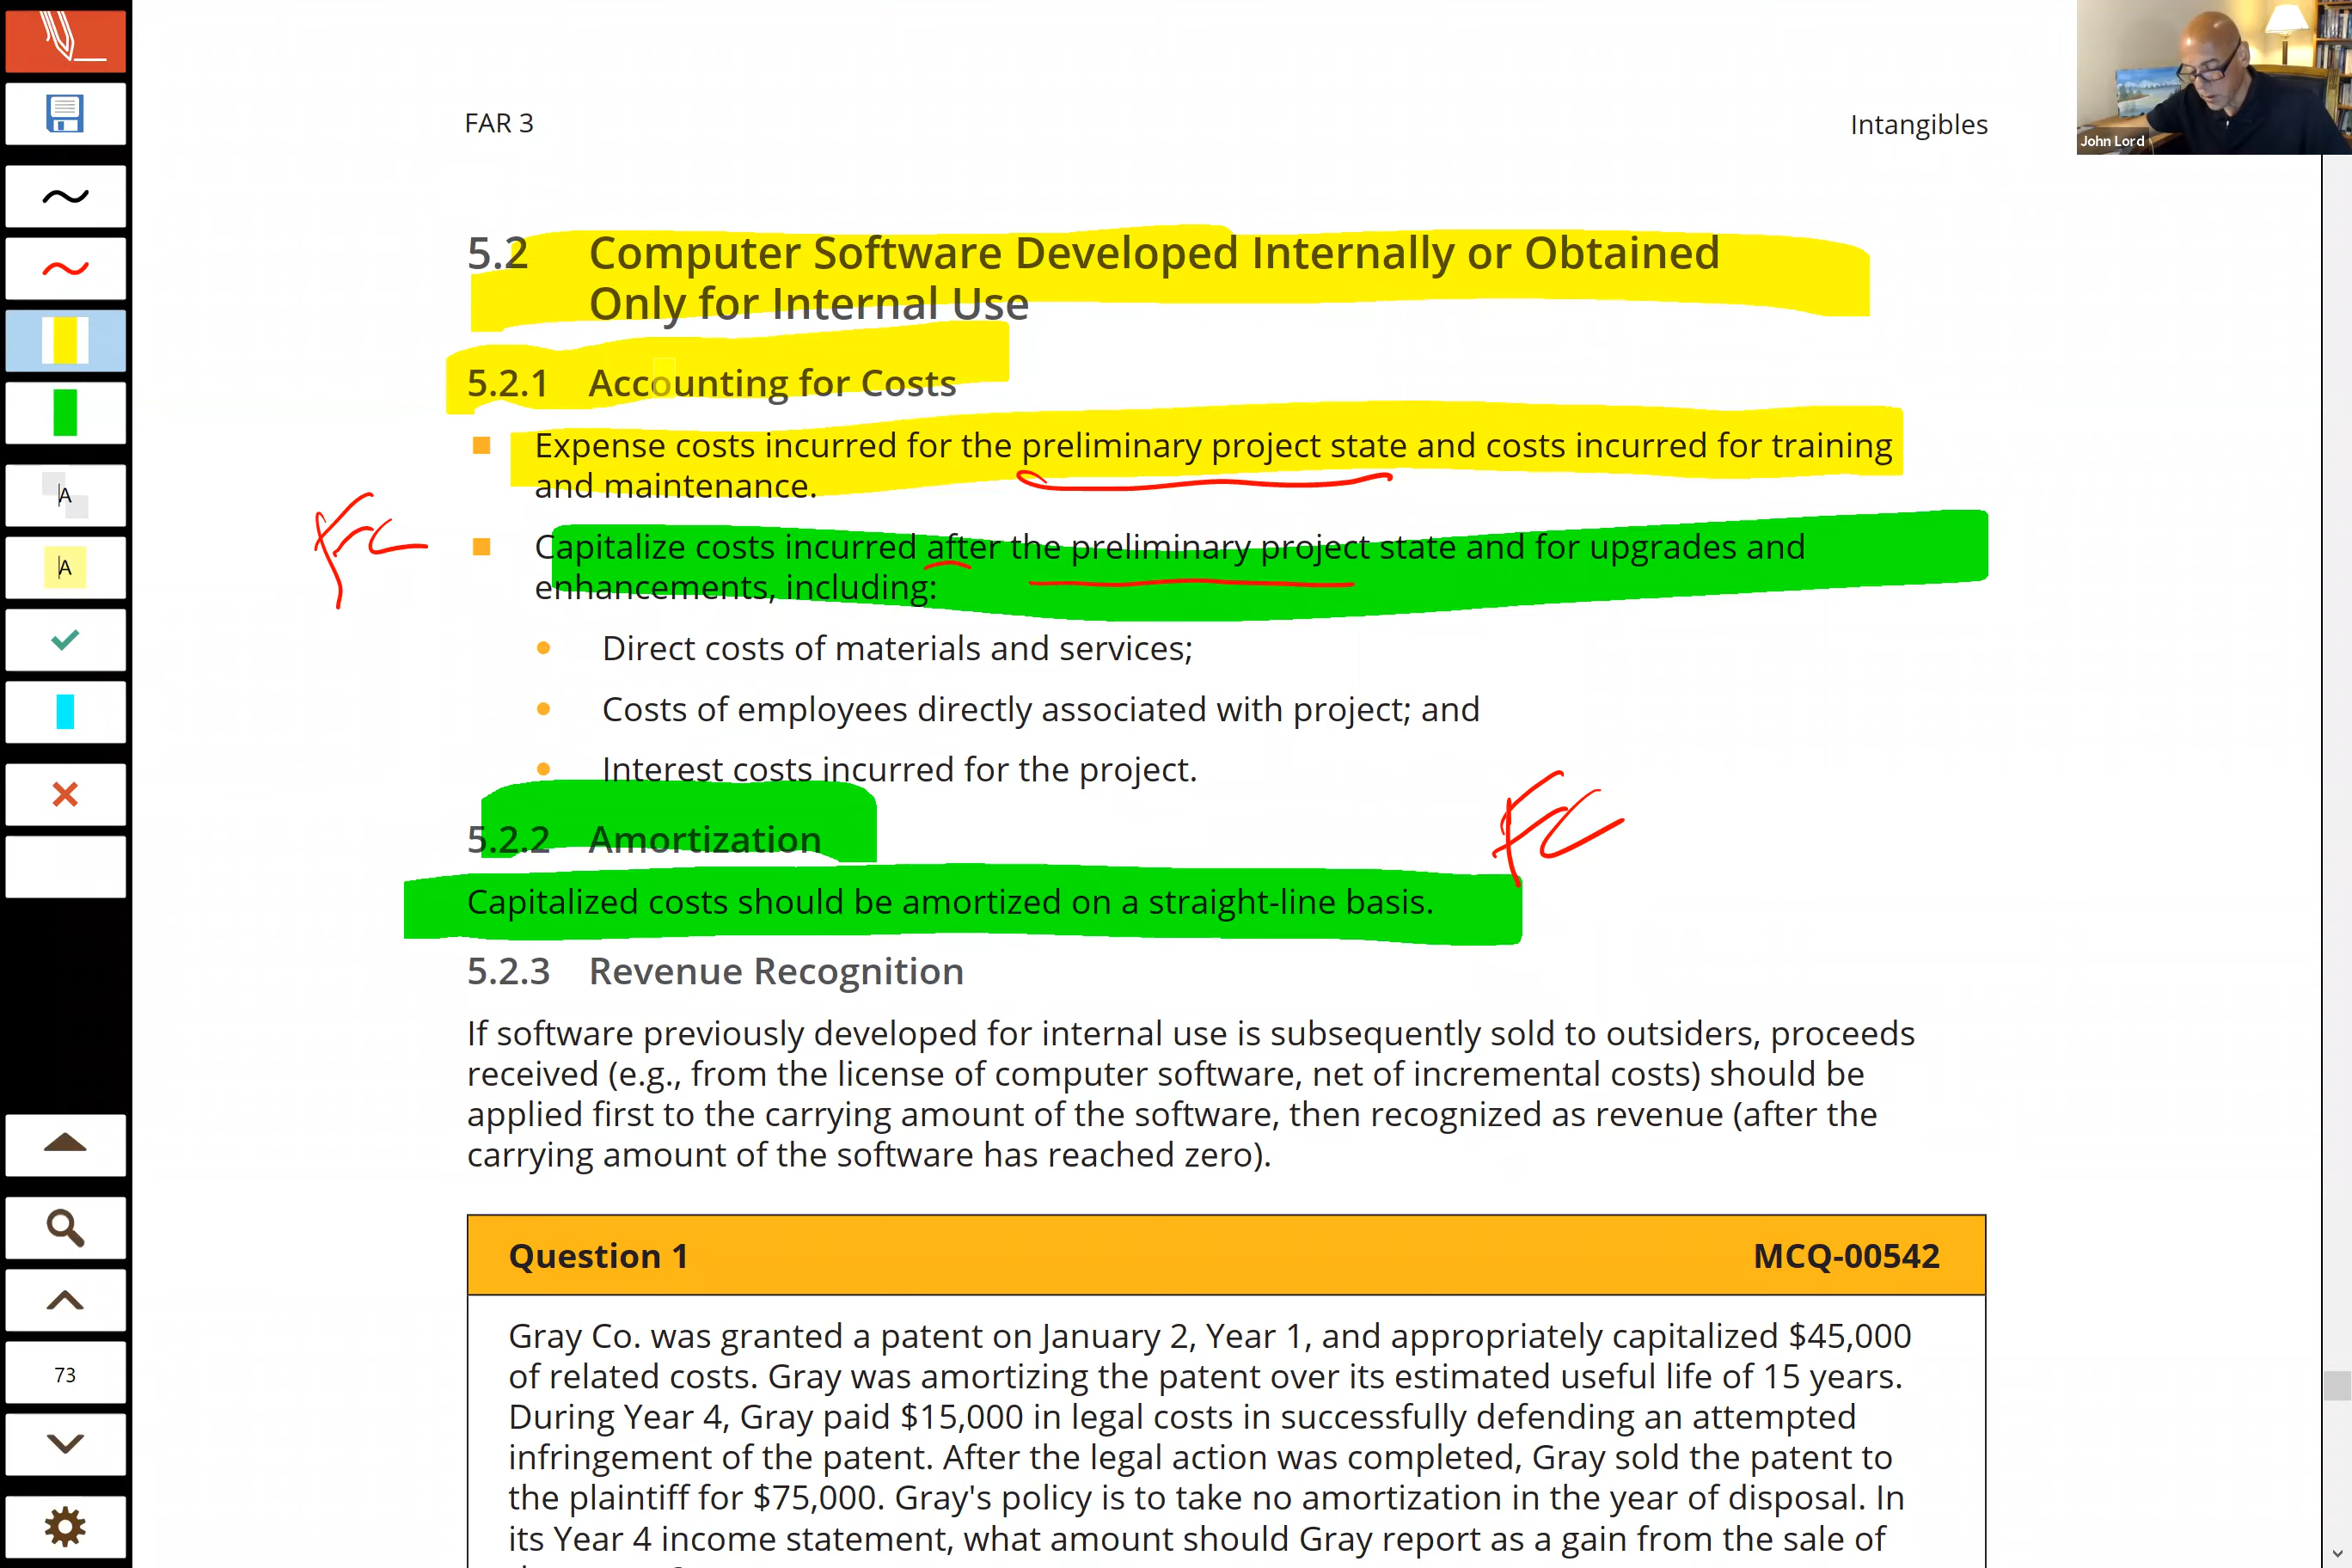 FAR 3
Intangibles
John Lord
5.2 Computer Software Developed Internally or Obtained
Only for Internal Use
5.2.1 Accounting for Costs
Expense costs incurred for the preliminary project state and costs incurred for training
and maintenance.
FC
Capitalize costs incurred after the preliminary project state and for upgrades and
enhancements, including:
Direct costs of materials and services;
Costs of employees directly associated with project; and
Interest costs incurred for the project.
FC
5.2.2 Amortization
Capitalized costs should be amortized on a straight-line basis.
5.2.3 Revenue Recognition
If software previously developed for internal use is subsequently sold to outsiders, proceeds
received (e.g., from the license of computer software, net of incremental costs) should be
applied first to the carrying amount of the software, then recognized as revenue (after the
carrying amount of the software has reached zero).
Question 1 MCQ-00542
Gray Co. was granted a patent on January 2, Year 1, and appropriately capitalized $45,000
of related costs. Gray was amortizing the patent over its estimated useful life of 15 years.
During Year 4, Gray paid $15,000 in legal costs in successfully defending an attempted
infringement of the patent. After the legal action was completed, Gray sold the patent to
the plaintiff for $75,000. Gray's policy is to take no amortization in the year of disposal. In
its Year 4 income statement, what amount should Gray report as a gain from the sale of
A
A
73